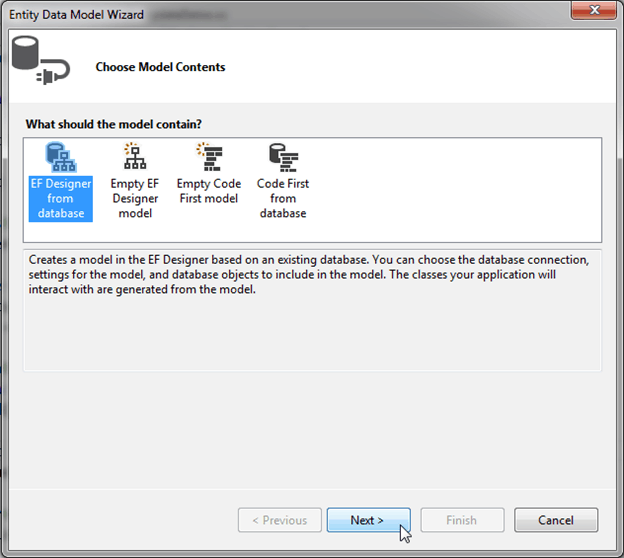 Entity Data Model Wizard
Choose Model Contents
What should the model contain?
EF Designer
from
database
Empty EF
Designer
model
Empty Code
First model
Code First
from
database
Creates a model in the EF Designer based on an existing database. You can choose the database connection,
settings for the model, and database objects to include in the model. The classes your application will
interact with are generated from the model.
< Previous
Next >
Finish
Cancel